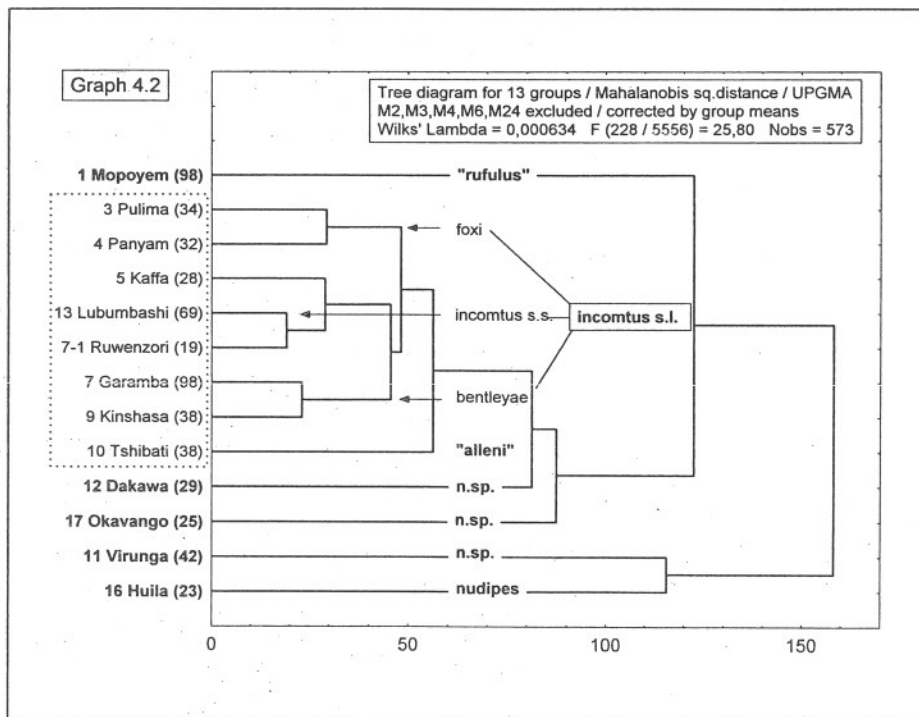 Graph 4.2
Tree diagram for 13 groups / Mahalanobis sq.distance / UPGMA
M2,M3,M4,M6,M24 excluded / corrected by group means
Wilks' Lambda = 0,000634 F (228 / 5556) = 25,80 Nobs = 573
1 Mopoyem (98) "rufulus"
3 Pulima (34)
foxi
4 Panyam (32)
5 Kaffa (28)
13 Lubumbashi (69) incomtus s.s. incomtus s.l.
7-1 Ruwenzori (19)
7 Garamba (98)
bentleyae
9 Kinshasa (38)
10 Tshibati (38) "alleni"
12 Dakawa (29) n.sp.
17 Okavango (25) n.sp.
11 Virunga (42) n.sp.
16 Huila (23) nudipes
0 50 100 150